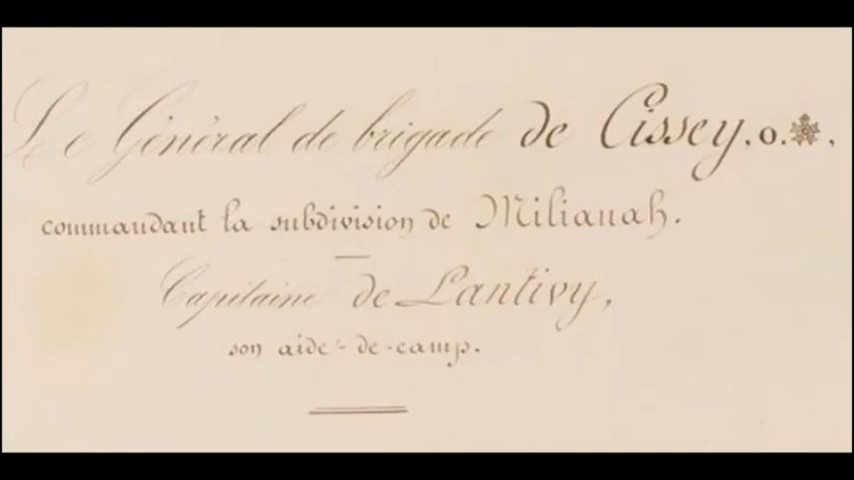 Le Général de brigade de Cissey. o. ,
commandant la subdivision de Milianah.
Capitaine de Lantivy,
son aide-de-camp.